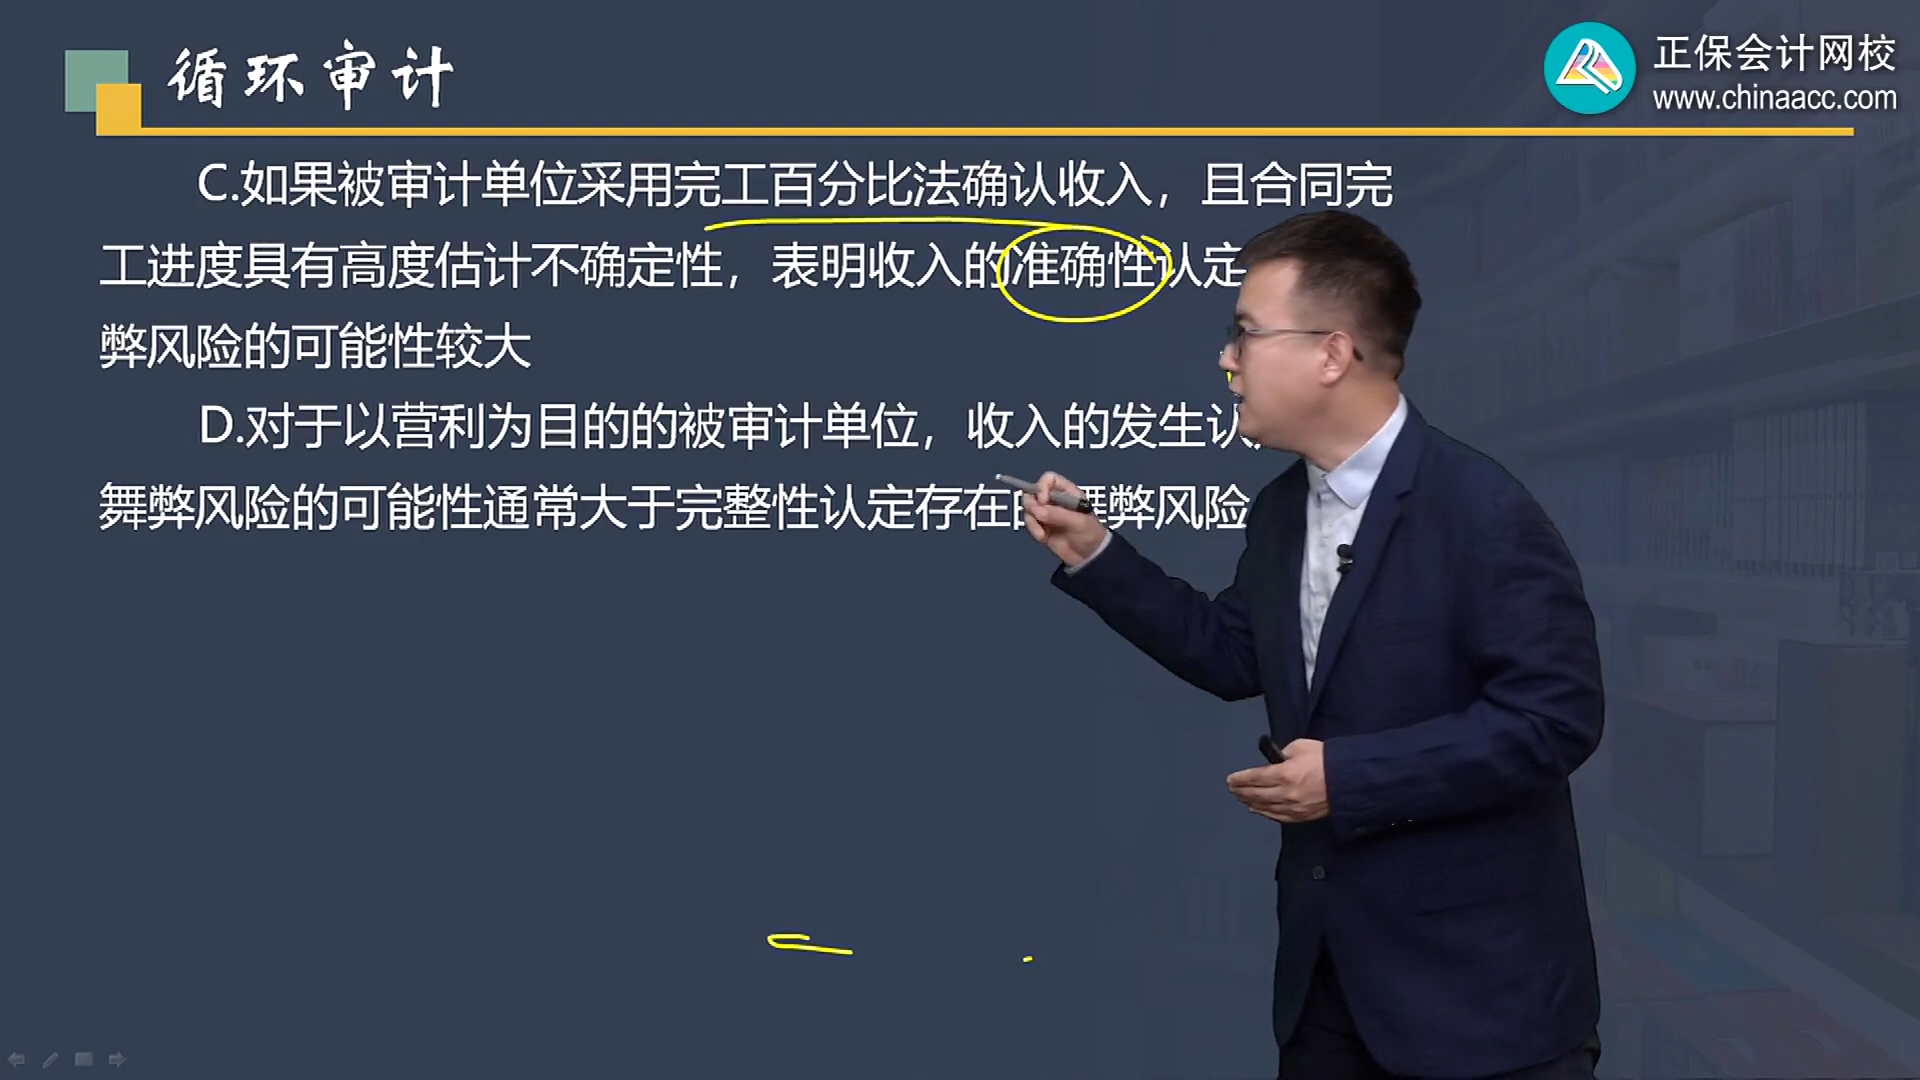 循环审计
正保会计网校
www.chinaacc.com
C.如果被审计单位采用完工百分比法确认收入，且合同完
工进度具有高度估计不确定性，表明收入的准确性认定
弊风险的可能性较大
D.对于以营利为目的的被审计单位，收入的发生认
舞弊风险的可能性通常大于完整性认定存在的舞弊风险